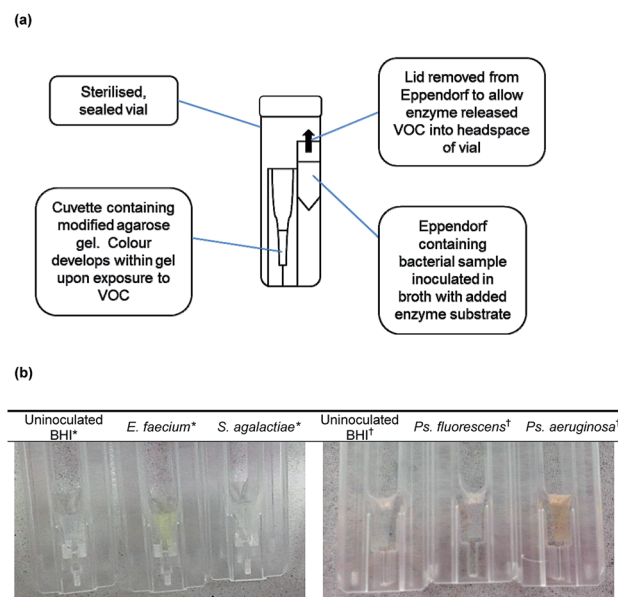 (a)
Sterilised,
sealed vial
Lid removed from
Eppendorf to allow
enzyme released
VOC into headspace
of vial
Cuvette containing
modified agarose
gel. Colour
develops within gel
upon exposure to
VOC
Eppendorf
containing
bacterial sample
inoculated in
broth with added
enzyme substrate
(b)
Uninoculated
BHI*
E. faecium*
S. agalactiae*
Uninoculated
BHI†
Ps. fluorescens†
Ps. aeruginosa†